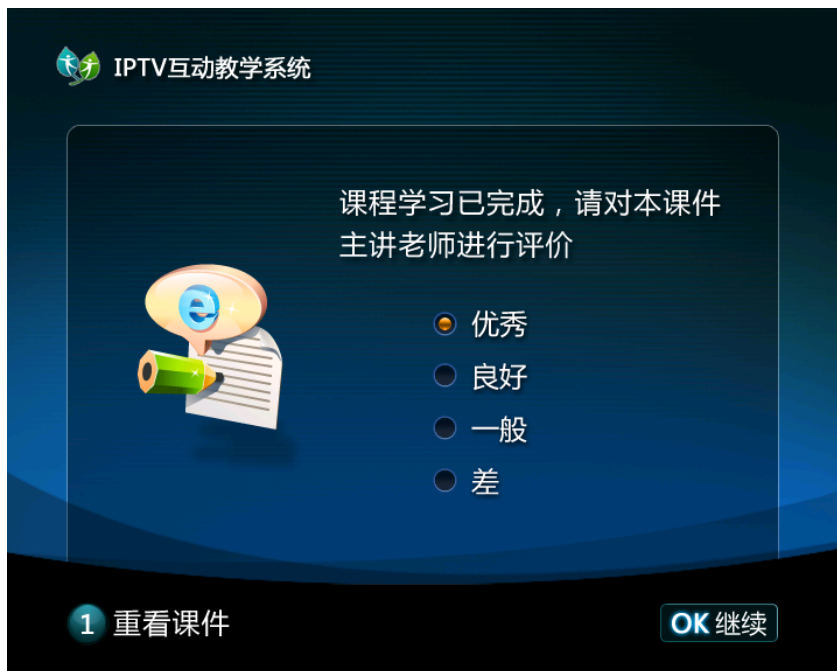 IPTV互动教学系统
课程学习已完成，请对本课件
主讲老师进行评价
e
优秀
良好
一般
差
1 重看课件
OK 继续